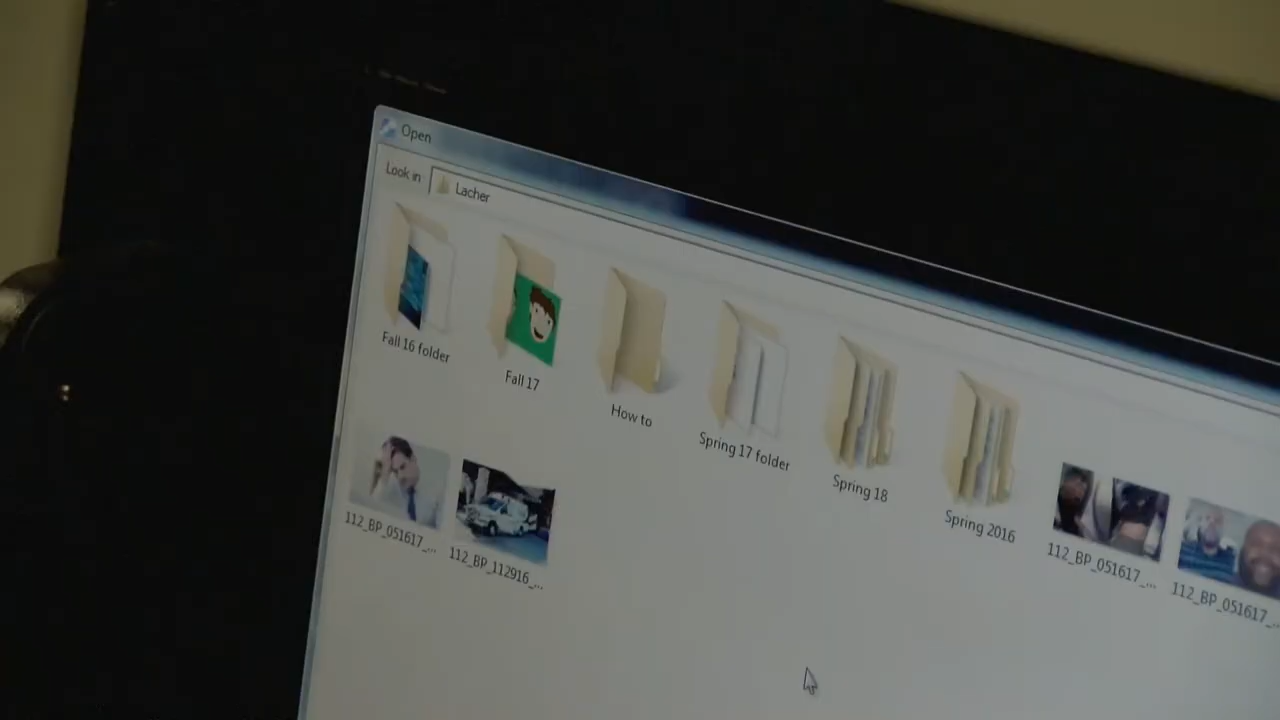 Open
Look in
Lacher
Fall 16 folder
Fall 17
How to
Spring 17 folder
Spring 18
Spring 2016
112_BP_051617_...
112_BP_051617_...
112_BP_051617_...
112_BP_112916_...